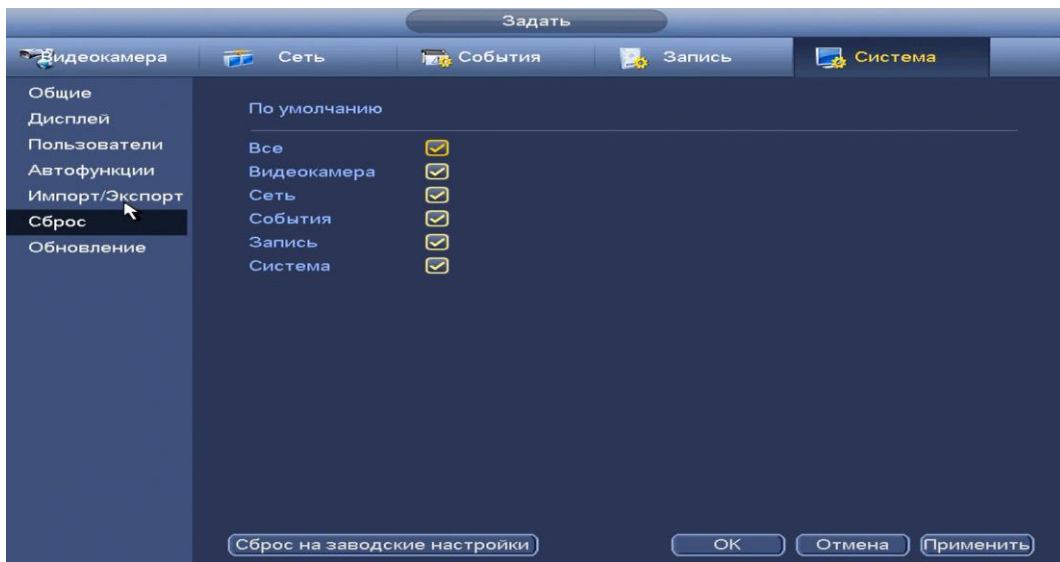 Задать
Видеокамера Сеть События Запись Система
Общие
Дисплей
Пользователи
Автофункции
Импорт/Экспорт
Сброс
Обновление
По умолчанию
Все
Видеокамера
Сеть
События
Запись
Система
Сброс на заводские настройки OK Отмена Применить